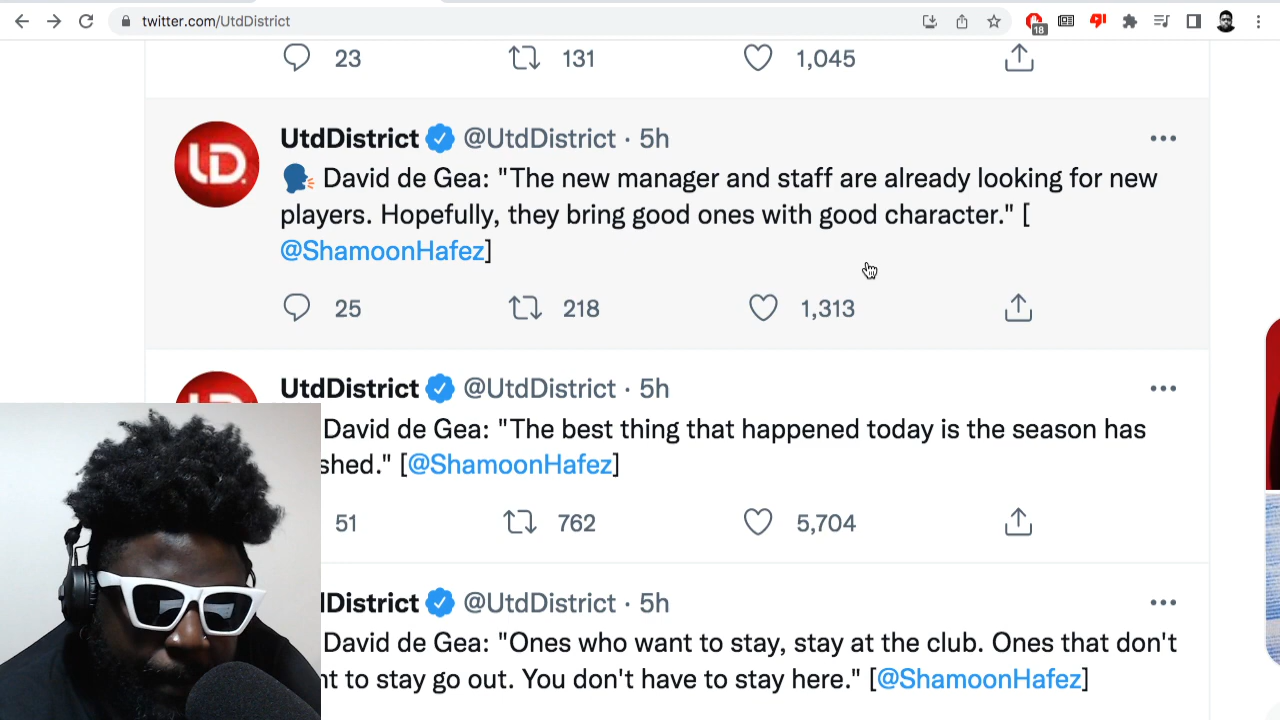 twitter.com/UtdDistrict
18
23 131 1,045
UtdDistrict @UtdDistrict · 5h
David de Gea: "The new manager and staff are already looking for new
players. Hopefully, they bring good ones with good character." [
@ShamoonHafez]
25 218 1,313
UtdDistrict @UtdDistrict · 5h
David de Gea: "The best thing that happened today is the season has
shed." [@ShamoonHafez]
51 762 5,704
District @UtdDistrict · 5h
David de Gea: "Ones who want to stay, stay at the club. Ones that don't
nt to stay go out. You don't have to stay here." [@ShamoonHafez]